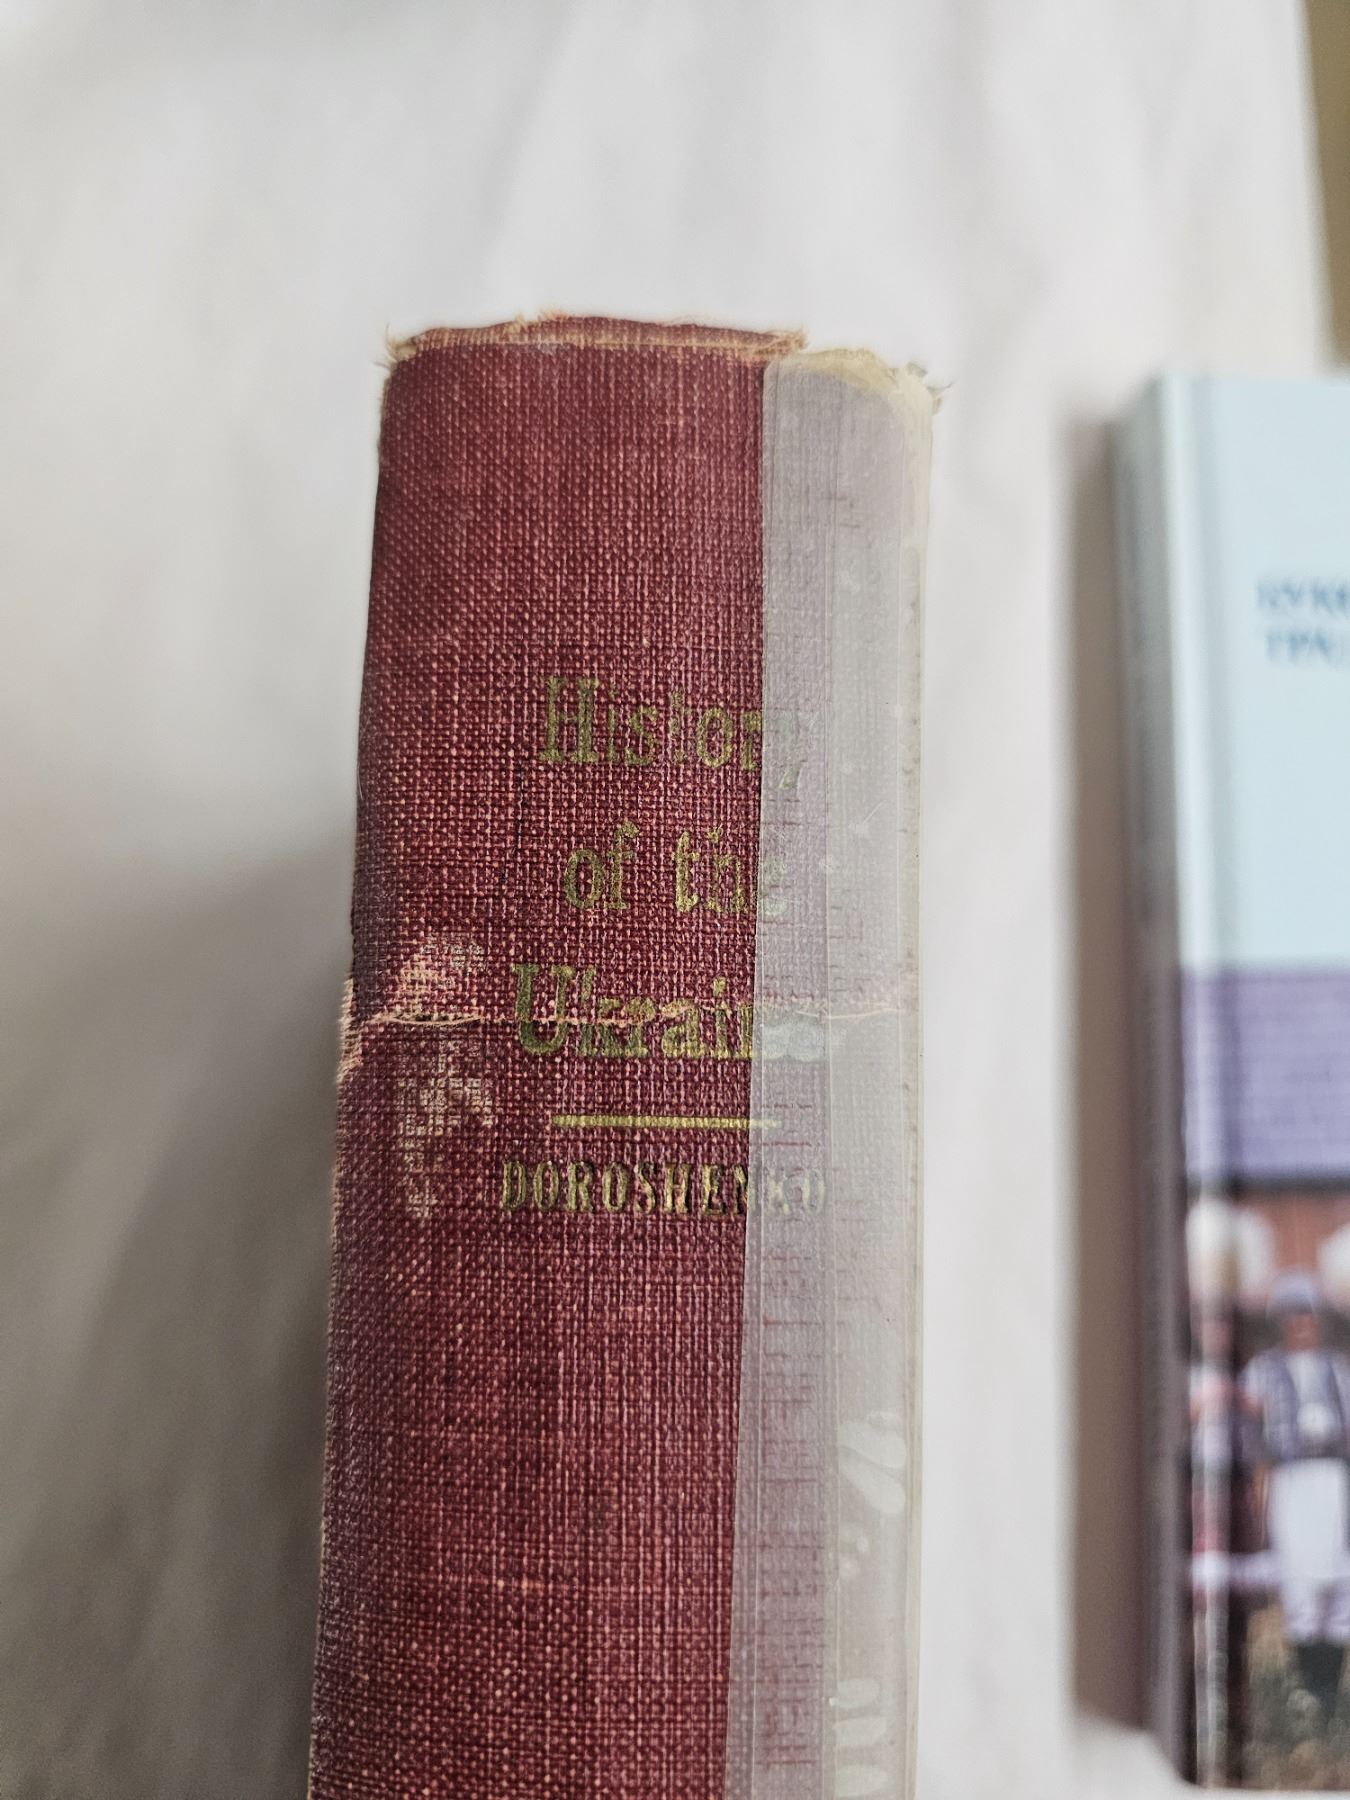 History
of the
Ukraine
DOROSHENKO